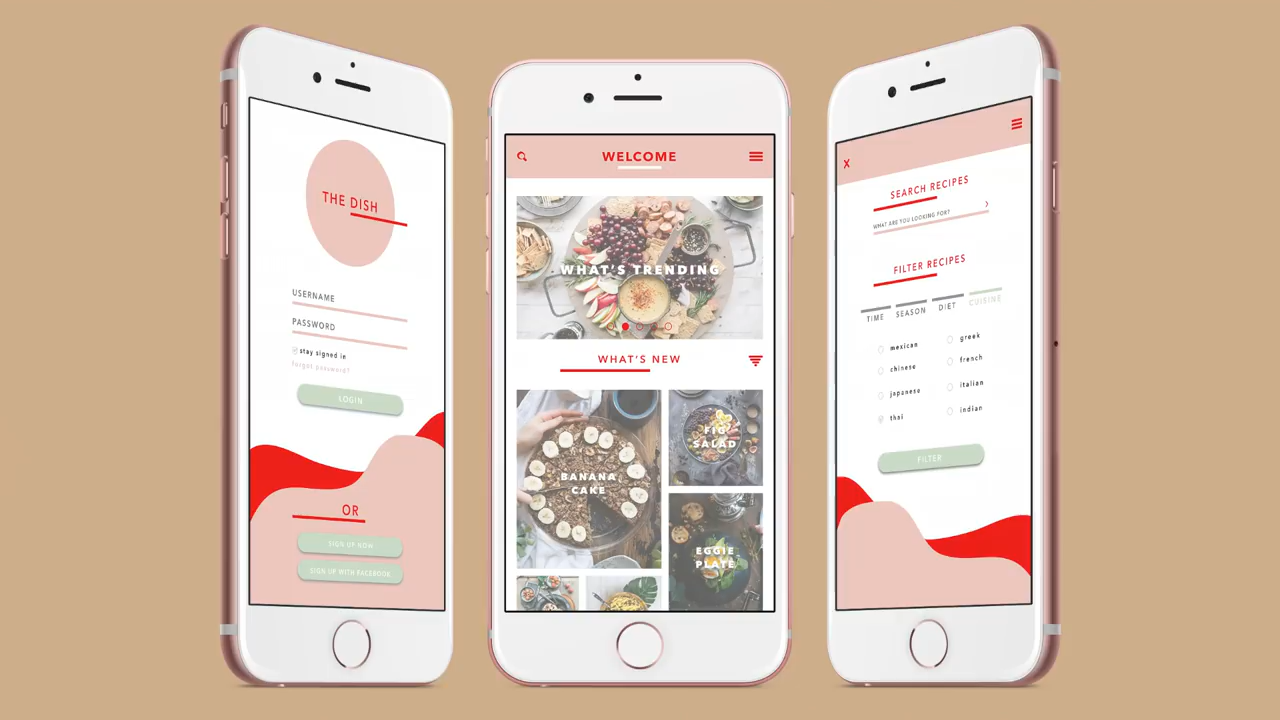 THE DISH
USERNAME
PASSWORD
stay signed in
forgot password?
LOGIN
OR
SIGN UP NOW
SIGN UP WITH FACEBOOK
WELCOME
WHAT'S TRENDING
WHAT'S NEW
BANANA
CAKE
FIG
SALAD
EGGIE
PLATE
X
SEARCH RECIPES
WHAT ARE YOU LOOKING FOR?
FILTER RECIPES
TIME SEASON DIET CUISINE
mexican greek
chinese french
japanese italian
thai indian
FILTER